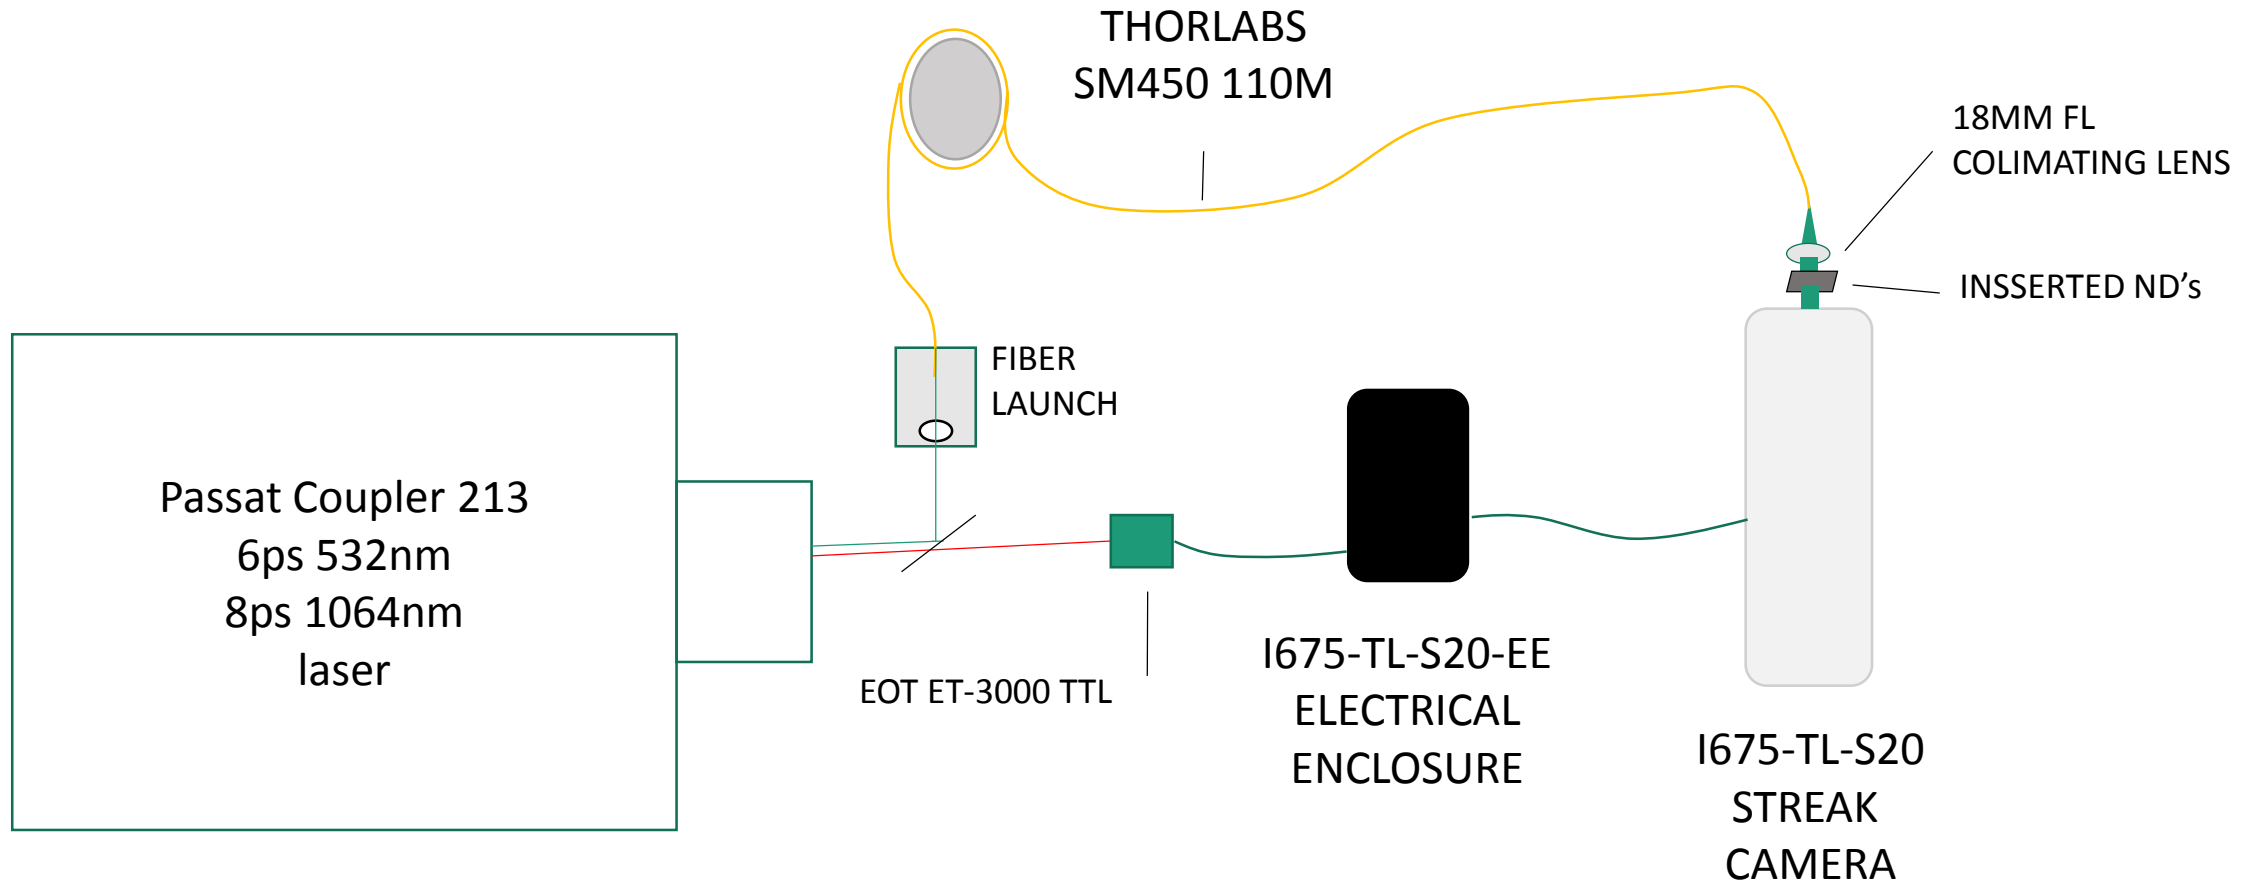 THORLABS
SM450 110M
18MM FL
COLIMATING LENS
INSSERTED ND’s
FIBER
LAUNCH
Passat Coupler 213
6ps 532nm
8ps 1064nm
laser
EOT ET-3000 TTL
I675-TL-S20-EE
ELECTRICAL
ENCLOSURE
I675-TL-S20
STREAK
CAMERA